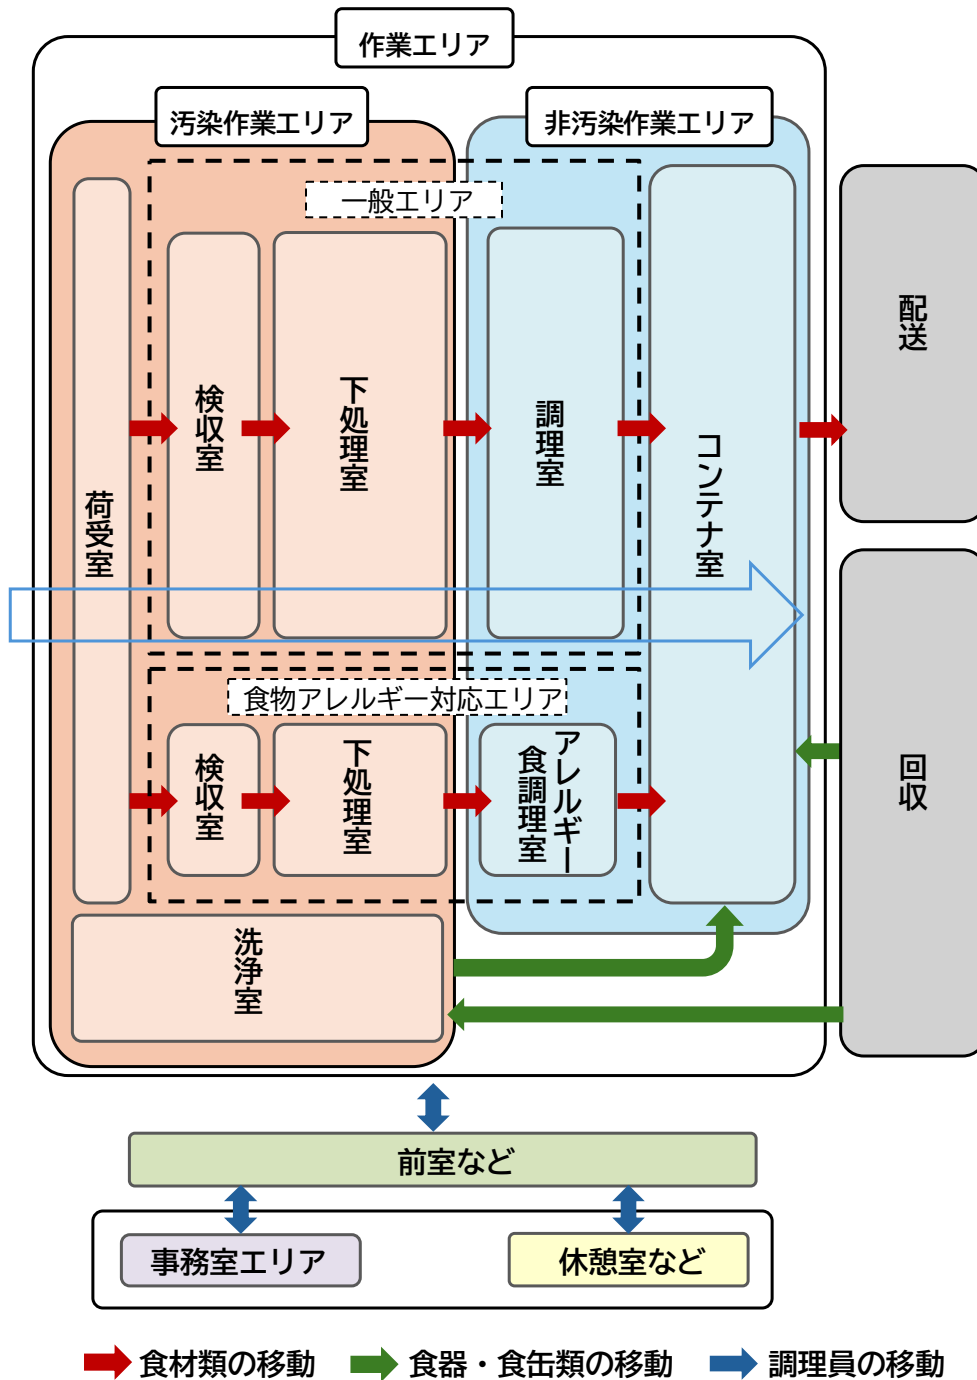 作業エリア
汚染作業エリア
非汚染作業エリア
一般エリア
荷受室
検収室
下処理室
調理室
コンテナ室
配送
食物アレルギー対応エリア
検収室
下処理室
アレルギー
食調理室
回収
洗浄室
前室など
事務室エリア
休憩室など
食材類の移動
食器・食缶類の移動
調理員の移動